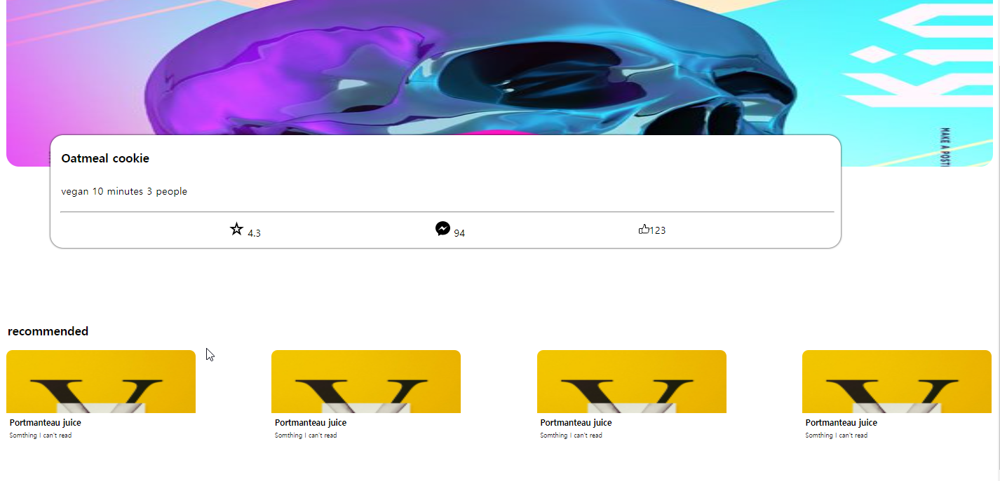 MAKE A
Oatmeal cookie
vegan 10 minutes 3 people
4.3
94
123
recommended
Portmanteau juice
Portmanteau juice
Portmanteau juice
Portmanteau juice
Somthing I can't read
Somthing I can't read
Somthing I can't read
Somthing I can't read